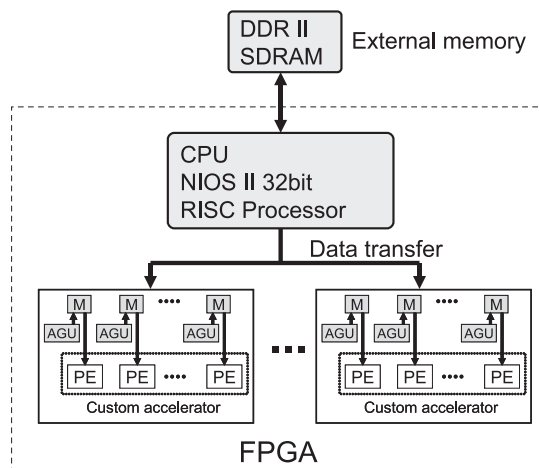 DDR II
SDRAM
External memory
CPU
NIOS II 32bit
RISC Processor
Data transfer
M M •••• M
AGU AGU AGU
PE PE •••• PE
Custom accelerator
M M •••• M
AGU AGU AGU
PE PE •••• PE
Custom accelerator
FPGA